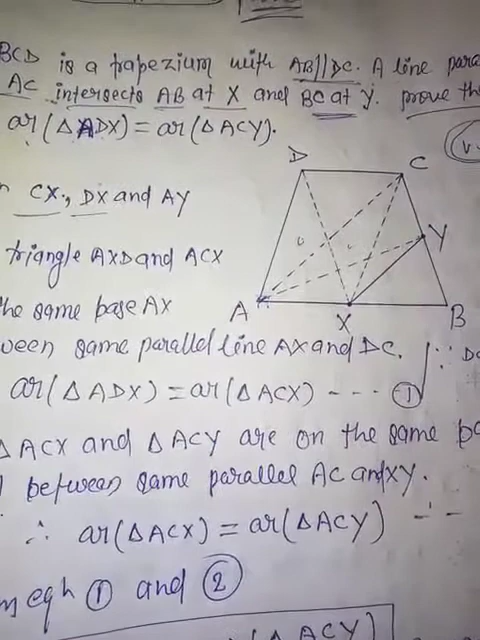 BCD is a trapezium with AB||DC. A line para
AC intersects AB at X and BC at Y. prove th
ar(△ADX) = ar(△ACY).
CX, DX and AY
triangle AXD and ACX
the same base AX
ween same parallel line AX and DC.
ar(△ADX) = ar(△ACX) --- ①
∵ DC
△ACX and △ACY are on the same ba
between same parallel AC and XY.
∴ ar(△ACX) = ar(△ACY) ---
m eqn ① and ②
(△ACY)
D
C
Y
A
X
B